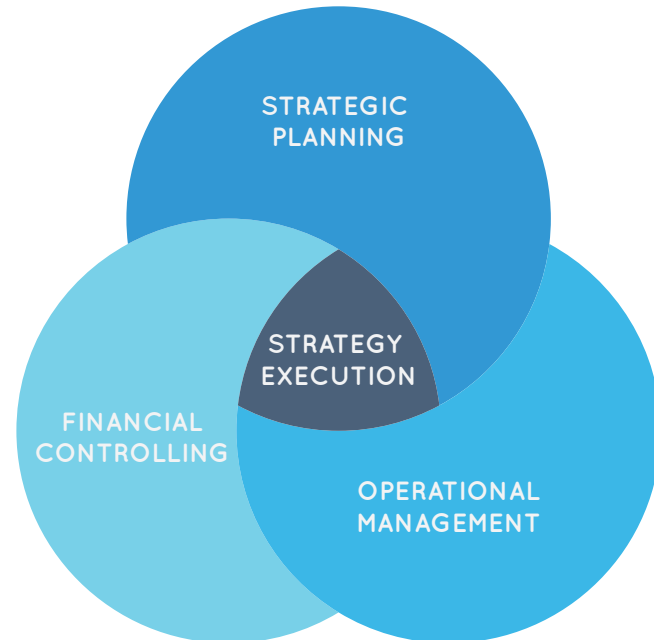 STRATEGIC
PLANNING
STRATEGY
EXECUTION
FINANCIAL
CONTROLLING
OPERATIONAL
MANAGEMENT